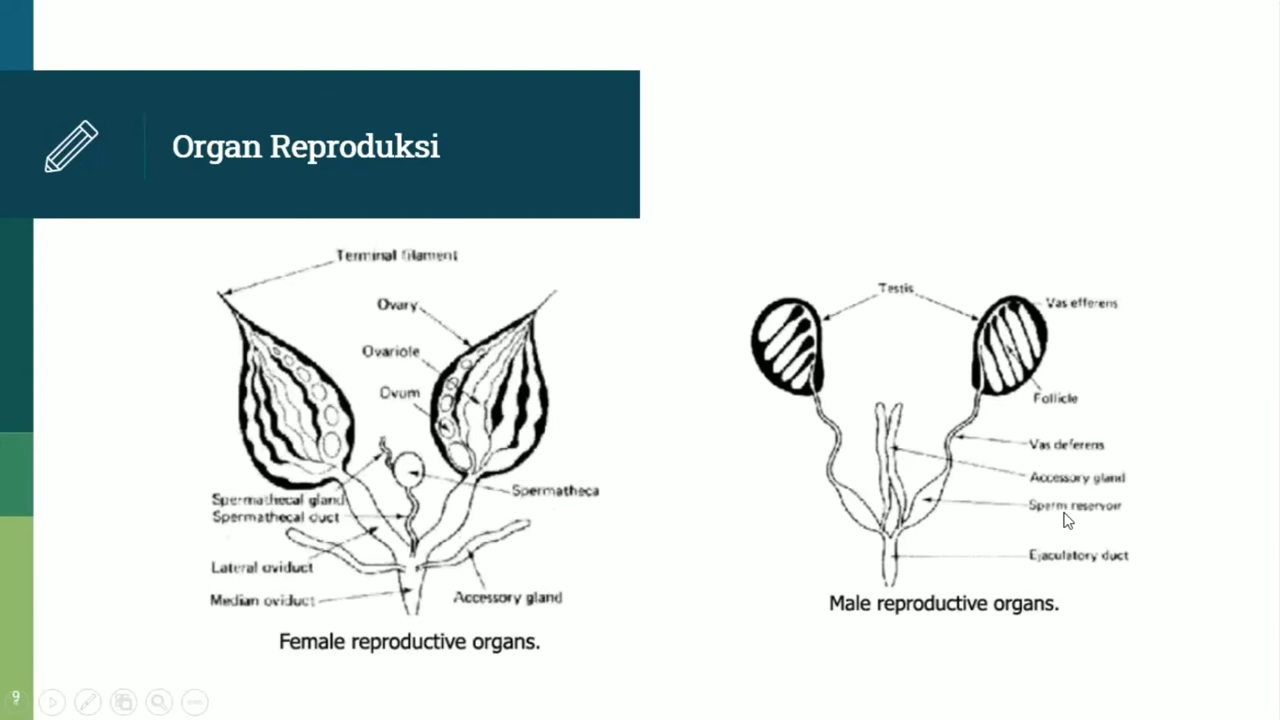 Organ Reproduksi
Terminal filament
Ovary
Ovariole
Ovum
Spermathecal gland
Spermatheca
Spermathecal duct
Lateral oviduct
Median oviduct
Accessory gland
Female reproductive organs.
Testis
Vas efferens
Follicle
Vas deferens
Accessory gland
Sperm reservoir
Ejaculatory duct
Male reproductive organs.
9